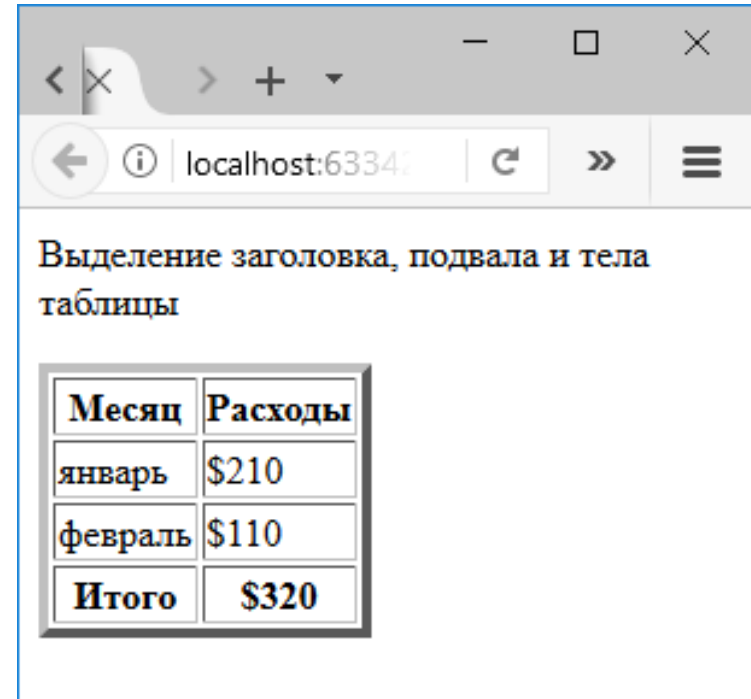 localhost:6334
Выделение заголовка, подвала и тела
таблицы
Месяц Расходы
январь $210
февраль $110
Итого $320